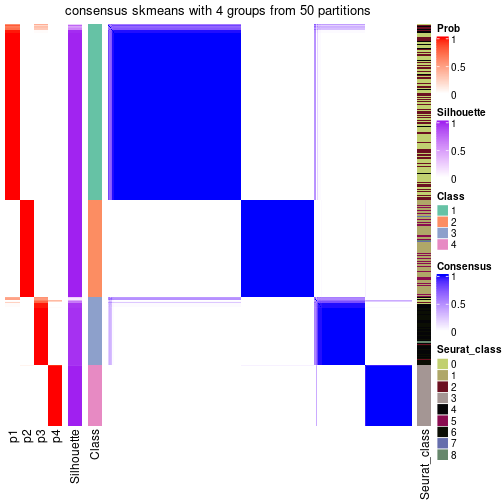 consensus skmeans with 4 groups from 50 partitions
Prob
1
0.5
0
Silhouette
1
0.5
0
Class
1
2
3
4
Consensus
1
0.5
0
Seurat_class
0
1
2
3
4
5
6
7
8
p1
p2
p3
p4
Silhouette
Class
Seurat_class